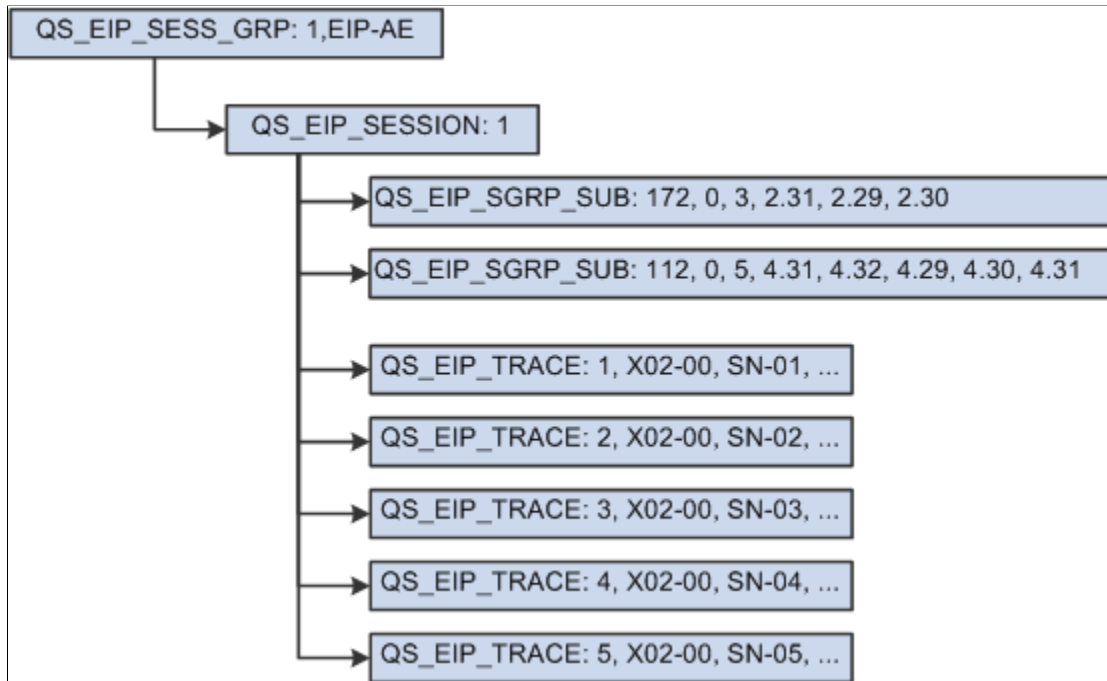 QS_EIP_SESS_GRP: 1,EIP-AE
QS_EIP_SESSION: 1
QS_EIP_SGRP_SUB: 172, 0, 3, 2.31, 2.29, 2.30
QS_EIP_SGRP_SUB: 112, 0, 5, 4.31, 4.32, 4.29, 4.30, 4.31
QS_EIP_TRACE: 1, X02-00, SN-01, ...
QS_EIP_TRACE: 2, X02-00, SN-02, ...
QS_EIP_TRACE: 3, X02-00, SN-03, ...
QS_EIP_TRACE: 4, X02-00, SN-04, ...
QS_EIP_TRACE: 5, X02-00, SN-05, ...